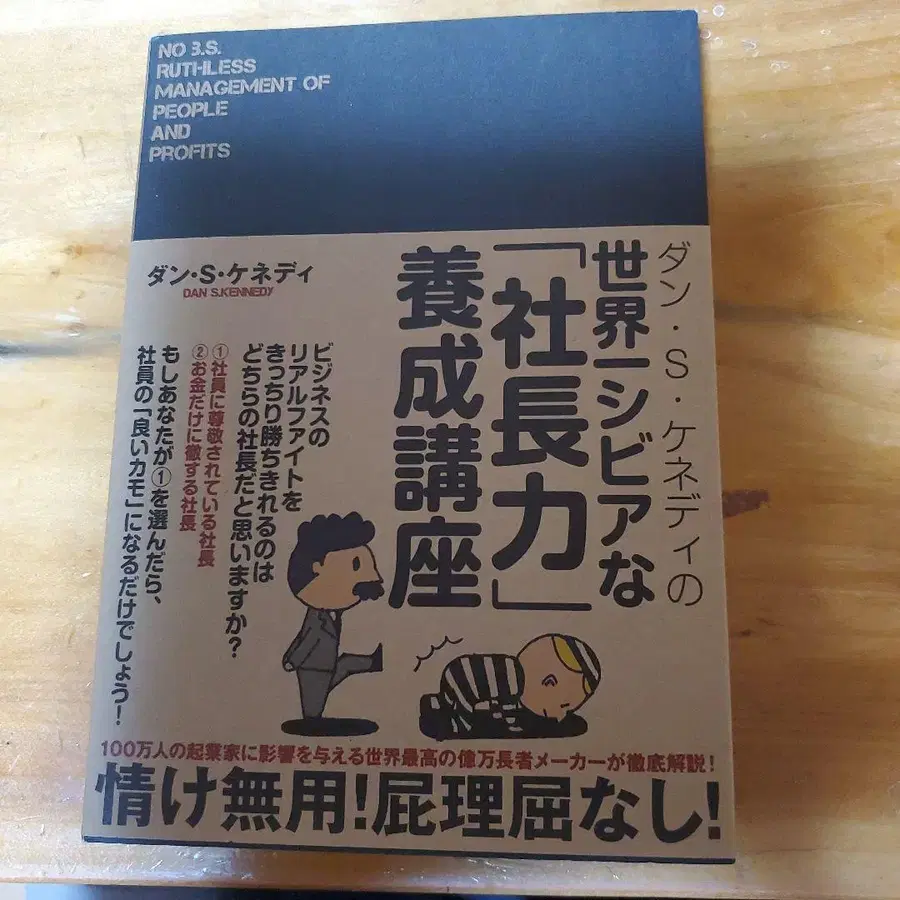 NO B.S.
RUTHLESS
MANAGEMENT OF
PEOPLE
AND
PROFITS
ダン・S・ケネディの
世界一シビアな
「社長力」
養成講座
ダン・S・ケネディ
DAN S.KENNEDY
ビジネスの
リアルファイトを
きっちり勝ちきれるのは
どちらの社長だと思いますか?
①社員に尊敬されている社長
②お金だけに徹する社長
もしあなたが①を選んだら、
社員の「良いカモ」になるだけでしょう!
100万人の起業家に影響を与える世界最高の億万長者メーカーが徹底解説!
情け無用!屁理屈なし!